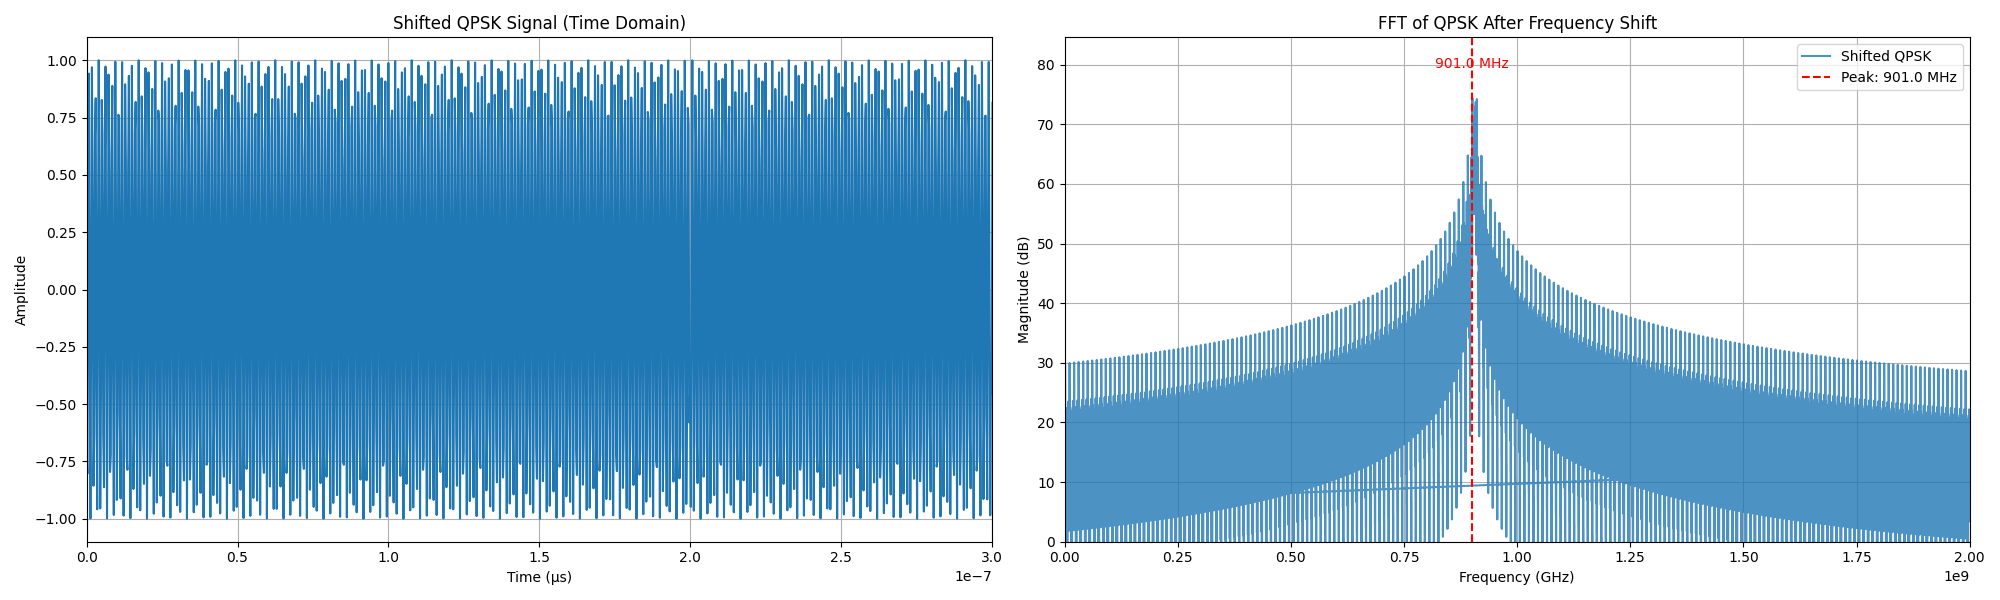 Shifted QPSK Signal (Time Domain)
Amplitude
1.00
0.75
0.50
0.25
0.00
−0.25
−0.50
−0.75
−1.00
0.0 0.5 1.0 1.5 2.0 2.5 3.0
1e−7
Time (µs)
FFT of QPSK After Frequency Shift
Magnitude (dB)
80
70
60
50
40
30
20
10
0
901.0 MHz
Shifted QPSK
Peak: 901.0 MHz
0.00 0.25 0.50 0.75 1.00 1.25 1.50 1.75 2.00
1e9
Frequency (GHz)